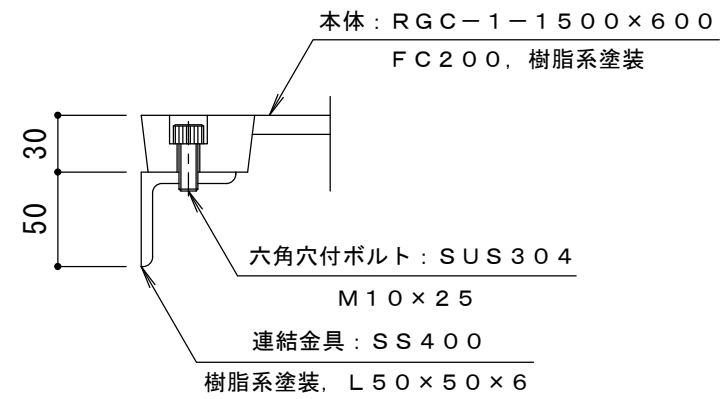 本体：ＲＧＣ－１－１５００×６００
ＦＣ２００，樹脂系塗装
30
50
六角穴付ボルト：ＳＵＳ３０４
Ｍ１０×２５
連結金具：ＳＳ４００
樹脂系塗装，Ｌ５０×５０×６